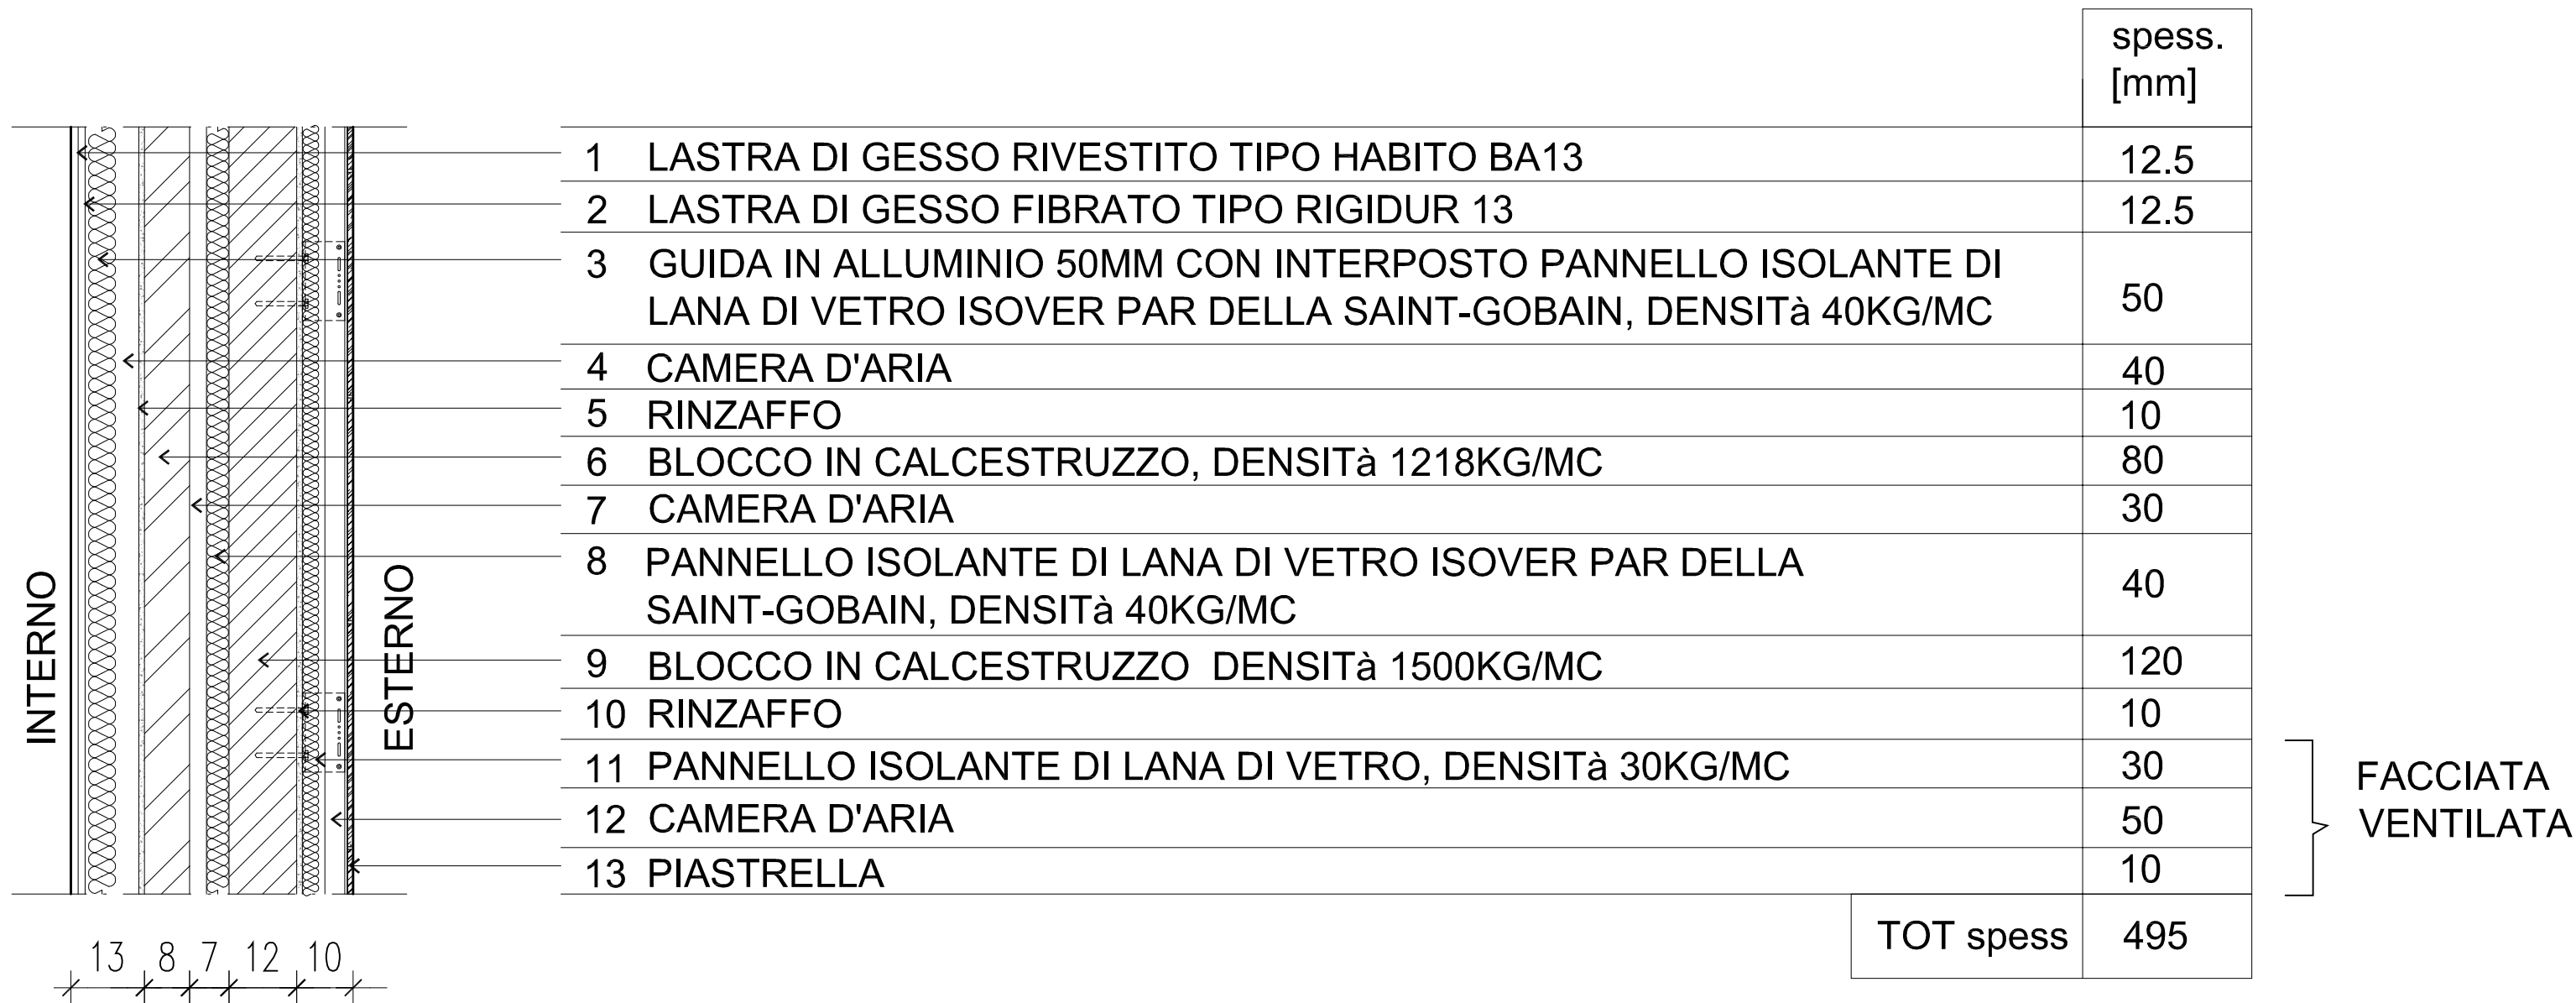 spess.
[mm]
1 LASTRA DI GESSO RIVESTITO TIPO HABITO BA13 12.5
2 LASTRA DI GESSO FIBRATO TIPO RIGIDUR 13 12.5
3 GUIDA IN ALLUMINIO 50MM CON INTERPOSTO PANNELLO ISOLANTE DI
LANA DI VETRO ISOVER PAR DELLA SAINT-GOBAIN, DENSITà 40KG/MC 50
4 CAMERA D'ARIA 40
5 RINZAFFO 10
6 BLOCCO IN CALCESTRUZZO, DENSITà 1218KG/MC 80
7 CAMERA D'ARIA 30
8 PANNELLO ISOLANTE DI LANA DI VETRO ISOVER PAR DELLA
SAINT-GOBAIN, DENSITà 40KG/MC 40
9 BLOCCO IN CALCESTRUZZO DENSITà 1500KG/MC 120
10 RINZAFFO 10
11 PANNELLO ISOLANTE DI LANA DI VETRO, DENSITà 30KG/MC 30
12 CAMERA D'ARIA 50
13 PIASTRELLA 10
TOT spess 495
FACCIATA
VENTILATA
INTERNO
ESTERNO
13 8 7 12 10